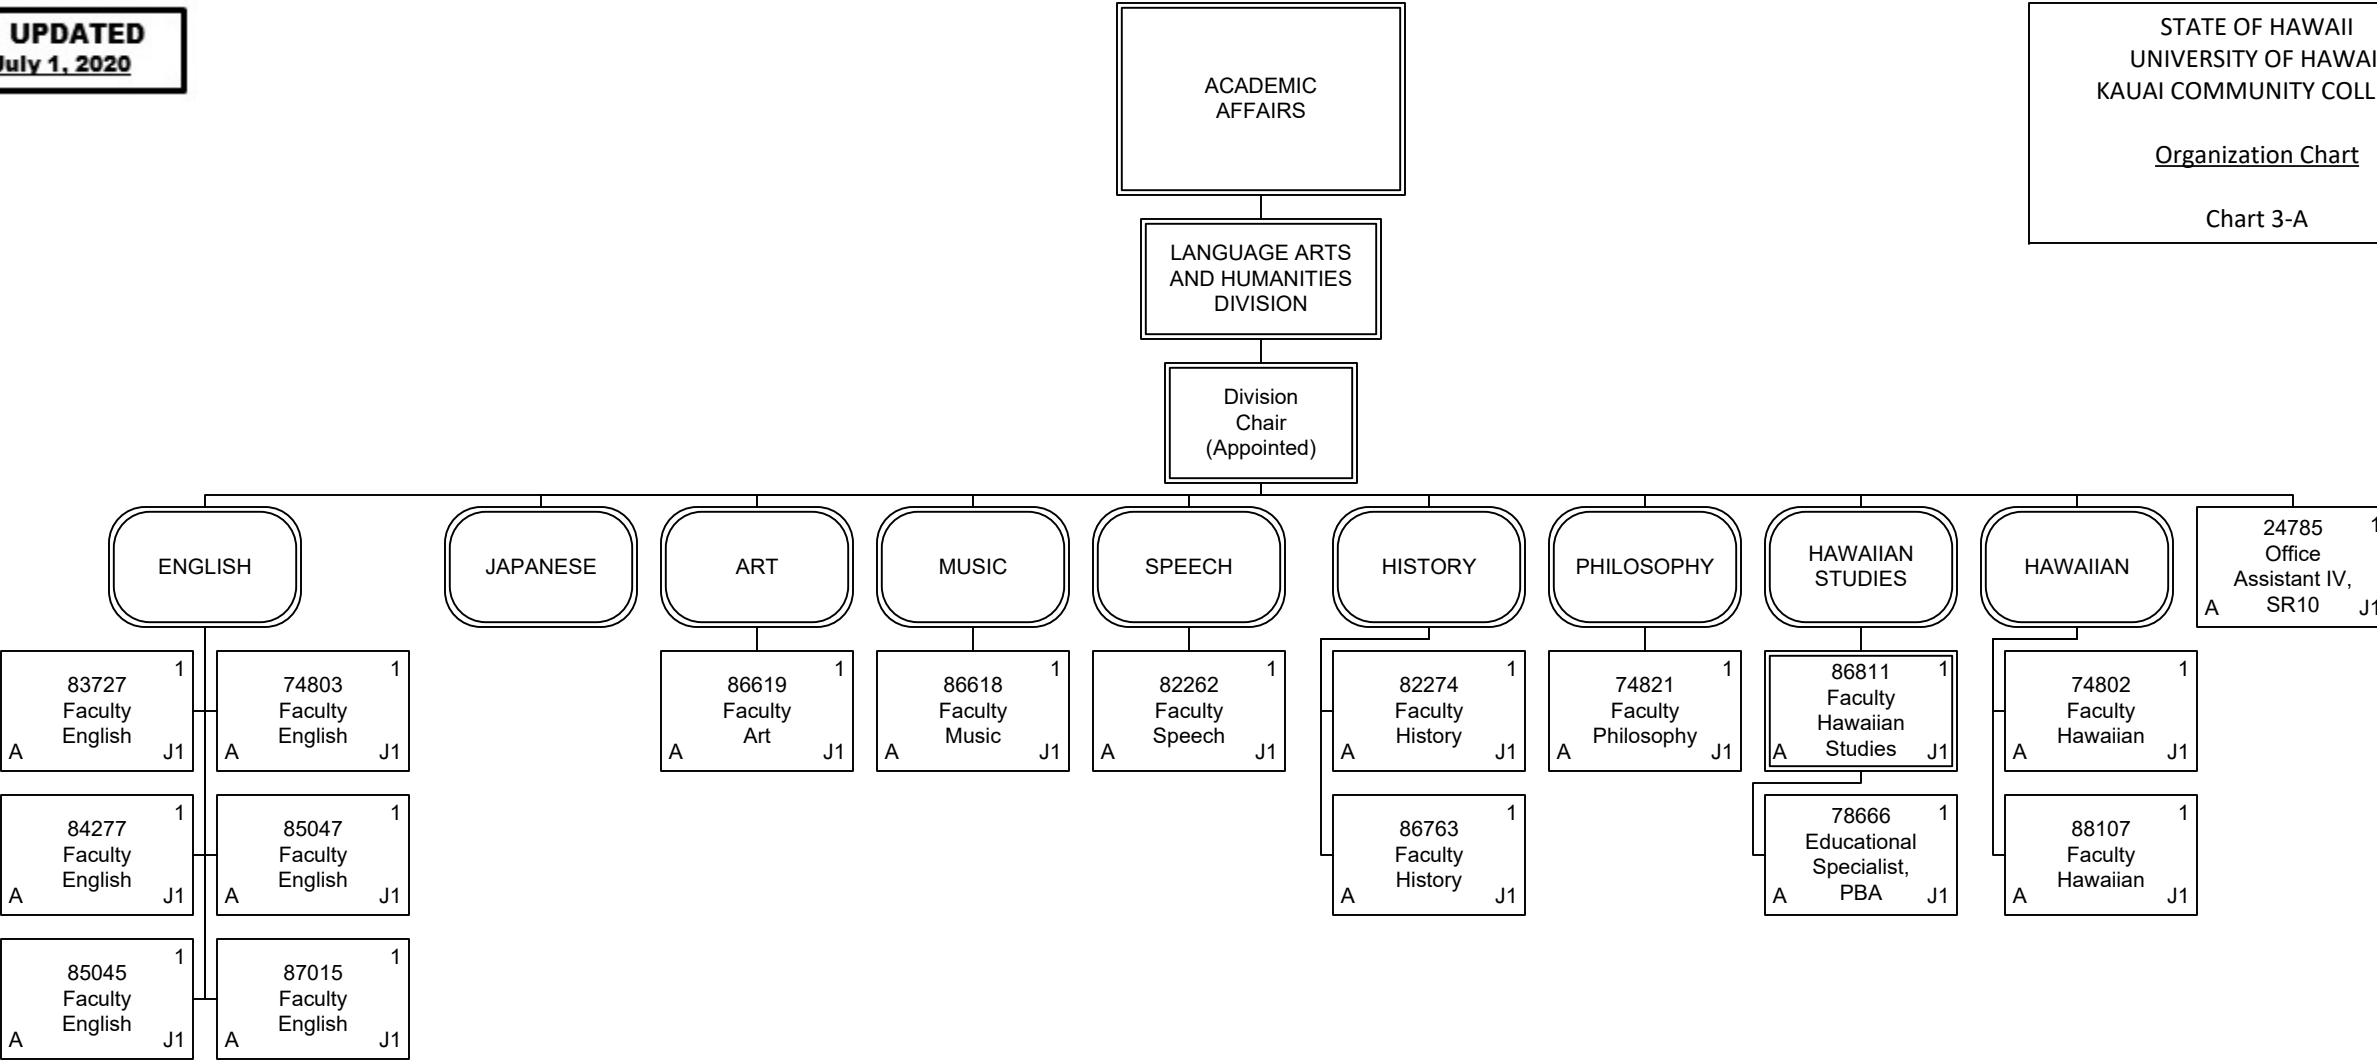 UPDATED
July 1, 2020
ACADEMIC
AFFAIRS
STATE OF HAWAII
UNIVERSITY OF HAWAI
KAUAI COMMUNITY COLL
Organization Chart
Chart 3-A
LANGUAGE ARTS
AND HUMANITIES
DIVISION
Division
Chair
(Appointed)
ENGLISH
JAPANESE
ART
MUSIC
SPEECH
HISTORY
PHILOSOPHY
HAWAIIAN
STUDIES
HAWAIIAN
24785 1
Office
Assistant IV,
A SR10 J1
83727 1
Faculty
English
A J1
74803 1
Faculty
English
A J1
86619 1
Faculty
Art
A J1
86618 1
Faculty
Music
A J1
82262 1
Faculty
Speech
A J1
82274 1
Faculty
History
A J1
74821 1
Faculty
Philosophy
A J1
86811 1
Faculty
Hawaiian
A Studies J1
74802 1
Faculty
Hawaiian
A J1
84277 1
Faculty
English
A J1
85047 1
Faculty
English
A J1
86763 1
Faculty
History
A J1
78666 1
Educational
Specialist,
A PBA J1
88107 1
Faculty
Hawaiian
A J1
85045 1
Faculty
English
A J1
87015 1
Faculty
English
A J1